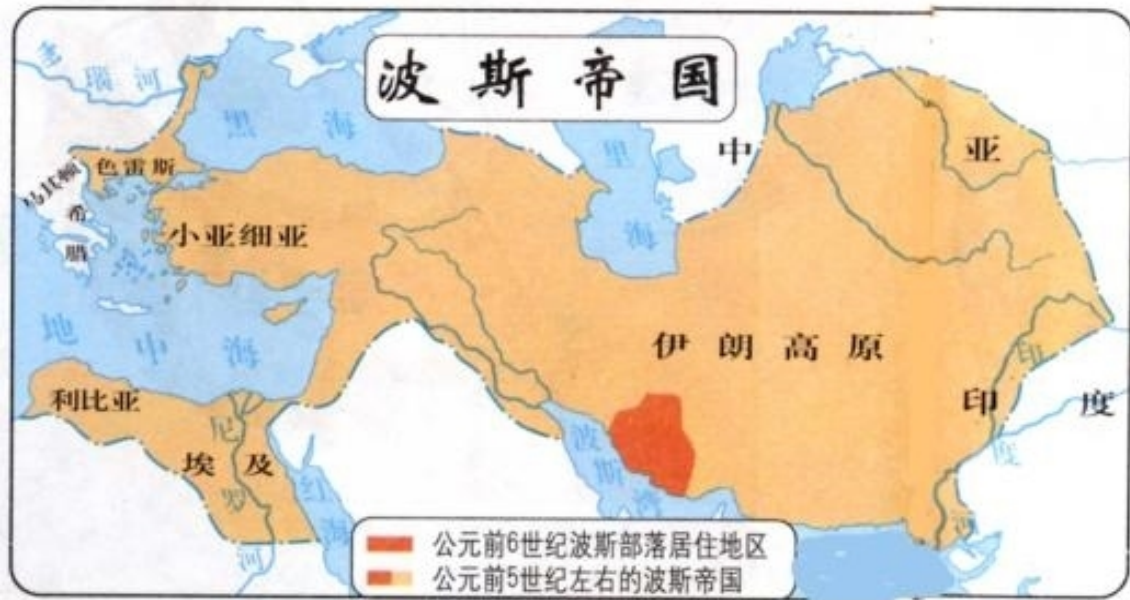 波斯帝国
多瑙河
黑海
里海
中亚
色雷斯
马其顿
希腊
小亚细亚
地中海
伊朗高原
利比亚
埃及
尼罗河
红海
波斯湾
印度
印度河
公元前6世纪波斯部落居住地区
公元前5世纪左右的波斯帝国